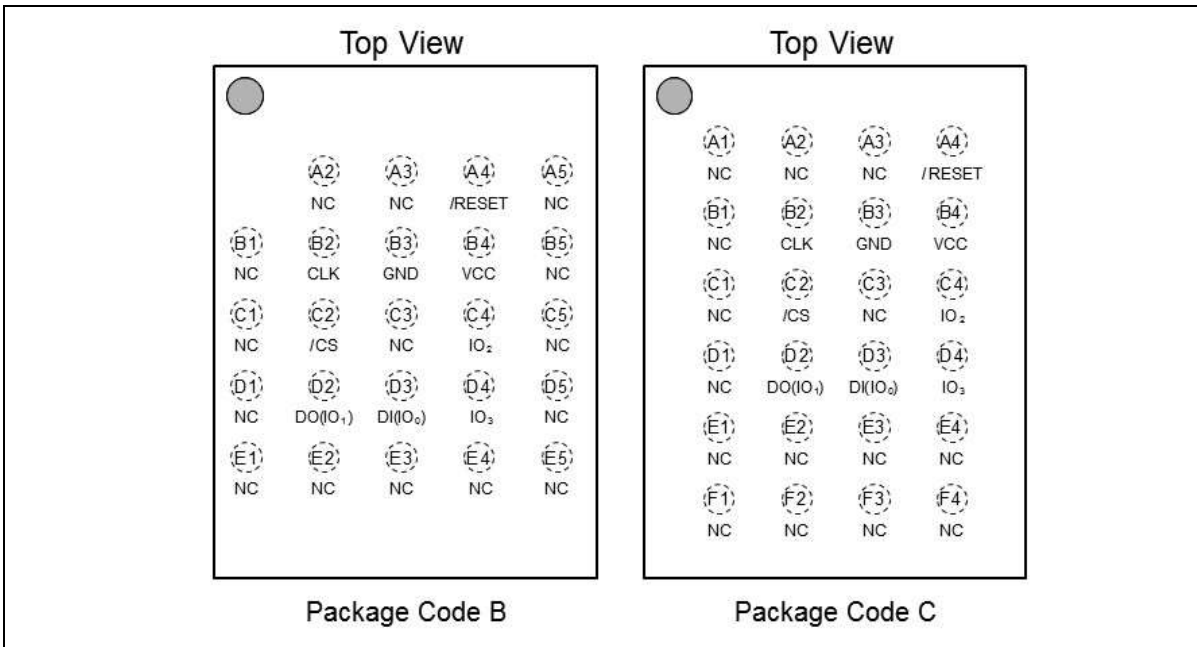 Top View
A2 A3 A4 A5
NC NC /RESET NC
B1 B2 B3 B4 B5
NC CLK GND VCC NC
C1 C2 C3 C4 C5
NC /CS NC IO₂ NC
D1 D2 D3 D4 D5
NC DO(IO₁) DI(IO₀) IO₃ NC
E1 E2 E3 E4 E5
NC NC NC NC NC
Package Code B
Top View
A1 A2 A3 A4
NC NC NC /RESET
B1 B2 B3 B4
NC CLK GND VCC
C1 C2 C3 C4
NC /CS NC IO₂
D1 D2 D3 D4
NC DO(IO₁) DI(IO₀) IO₃
E1 E2 E3 E4
NC NC NC NC
F1 F2 F3 F4
NC NC NC NC
Package Code C